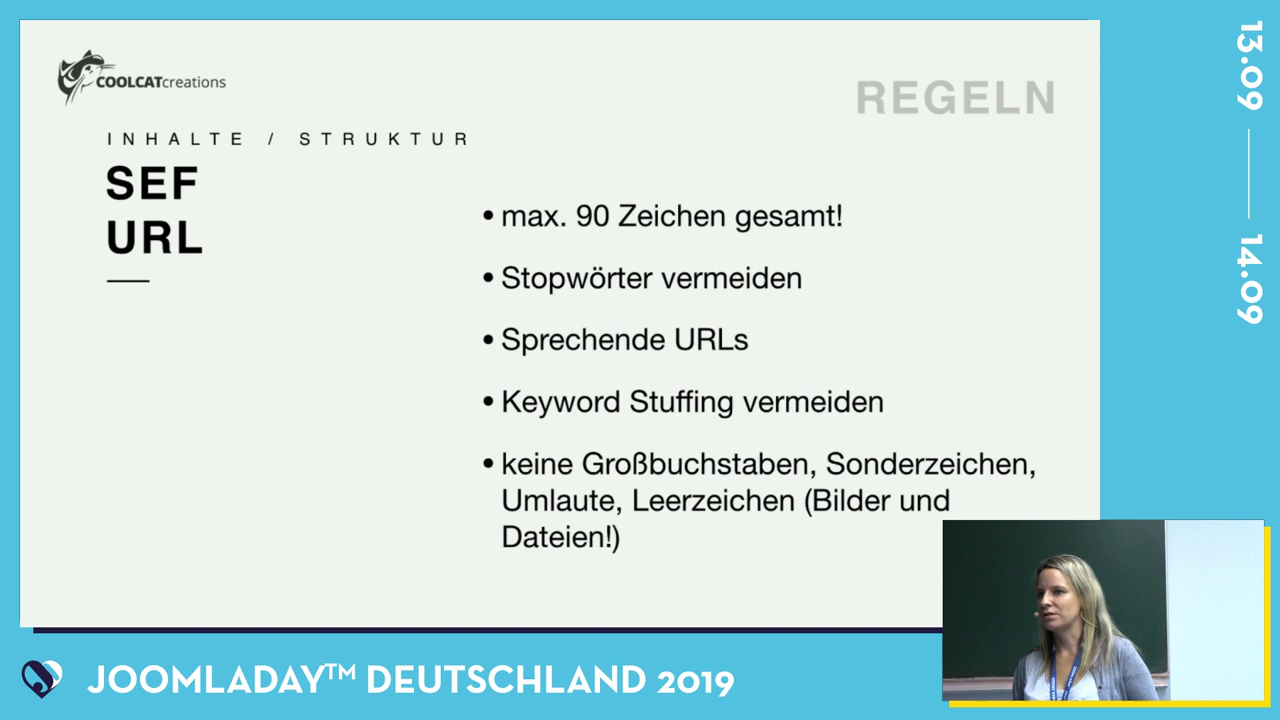 COOLCATcreations
REGELN
INHALTE / STRUKTUR
SEF
URL
• max. 90 Zeichen gesamt!
• Stopwörter vermeiden
• Sprechende URLs
• Keyword Stuffing vermeiden
• keine Großbuchstaben, Sonderzeichen,
Umlaute, Leerzeichen (Bilder und
Dateien!)
13.09 — 14.09
JOOMLADAY™ DEUTSCHLAND 2019